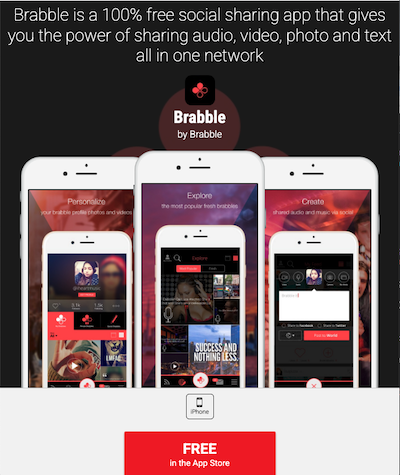 Brabble is a 100% free social sharing app that gives
you the power of sharing audio, video, photo and text
all in one network
Brabble
by Brabble
Personalize
your brabble profile photos and videos
Explore
the most popular fresh brabbles
Create
shared audio and music via social
Explore
SUCCESS AND
NOTHING LESS.
LMFAO
iPhone
FREE
in the App Store